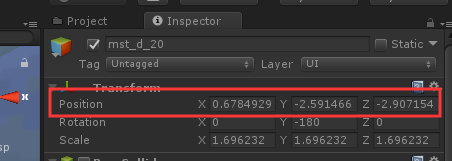 Project Inspector
mst_d_20 Static
Tag Untagged Layer UI
Transform
Position X 0.6784929 Y -2.591466 Z -2.907154
Rotation X 0 Y -180 Z 0
Scale X 1.696232 Y 1.696232 Z 1.696232
x
sp